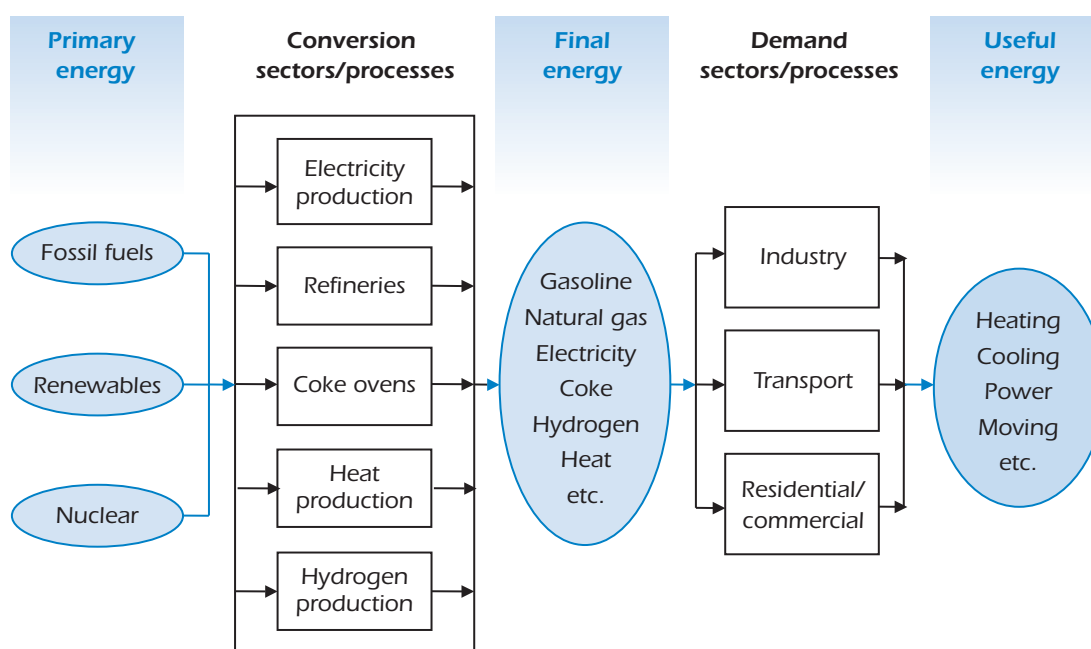 Primary
energy
Conversion
sectors/processes
Final
energy
Demand
sectors/processes
Useful
energy
Fossil fuels
Renewables
Nuclear
Electricity
production
Refineries
Coke ovens
Heat
production
Hydrogen
production
Gasoline
Natural gas
Electricity
Coke
Hydrogen
Heat
etc.
Industry
Transport
Residential/
commercial
Heating
Cooling
Power
Moving
etc.